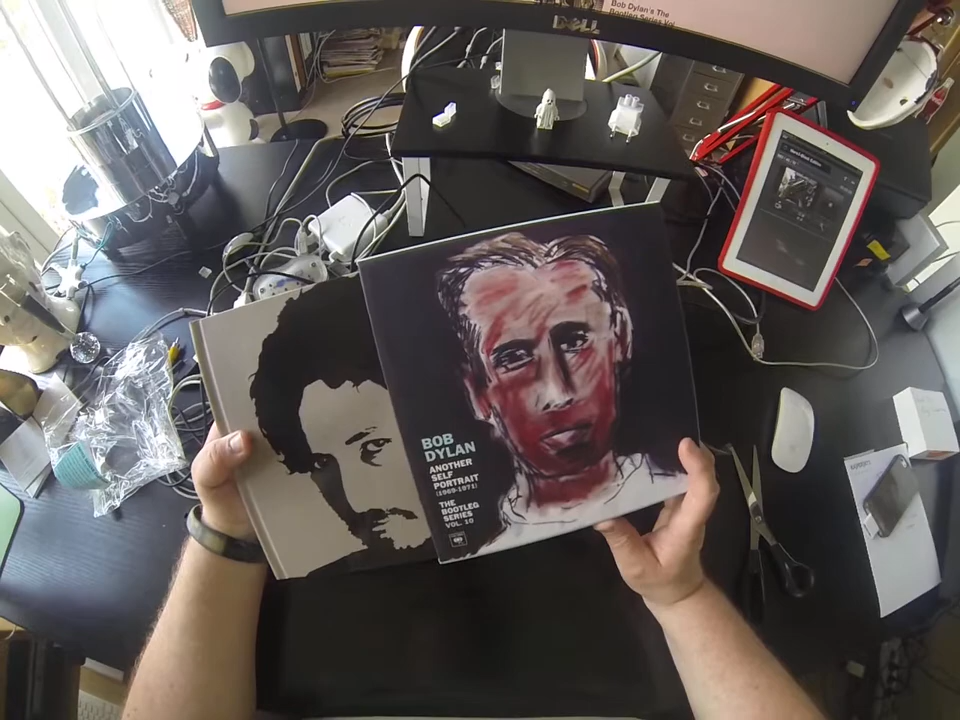 Bob Dylan's The
Bootleg Series Vol
DELL
BOB
DYLAN
ANOTHER
SELF
PORTRAIT
(1969-1971)
THE
BOOTLEG
SERIES
VOL. 10